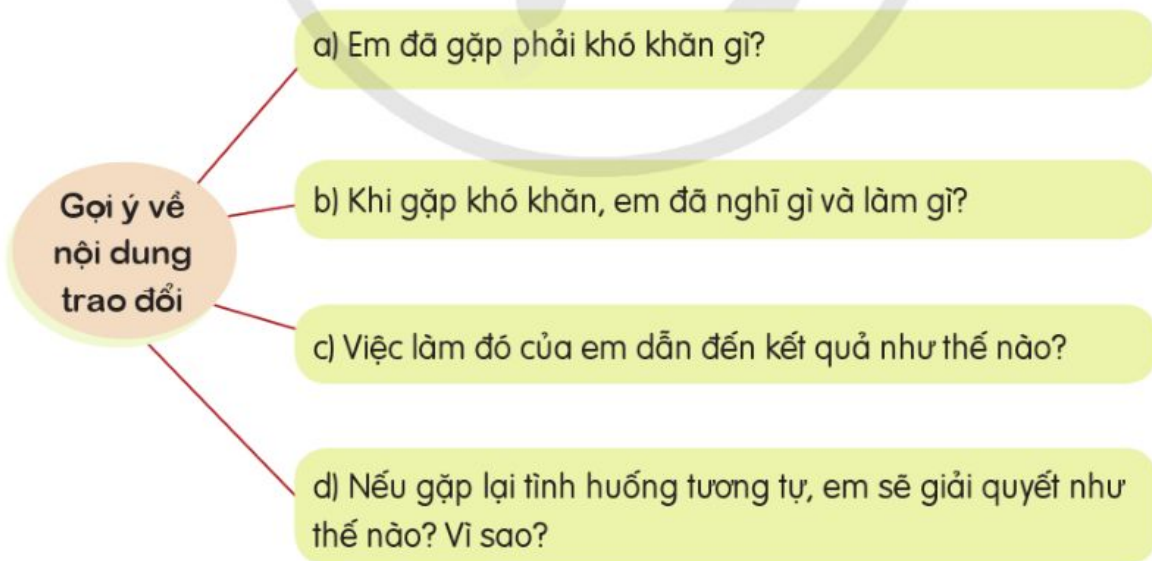 a) Em đã gặp phải khó khăn gì?
Gợi ý về
nội dung
trao đổi
b) Khi gặp khó khăn, em đã nghĩ gì và làm gì?
c) Việc làm đó của em dẫn đến kết quả như thế nào?
d) Nếu gặp lại tình huống tương tự, em sẽ giải quyết như
thế nào? Vì sao?